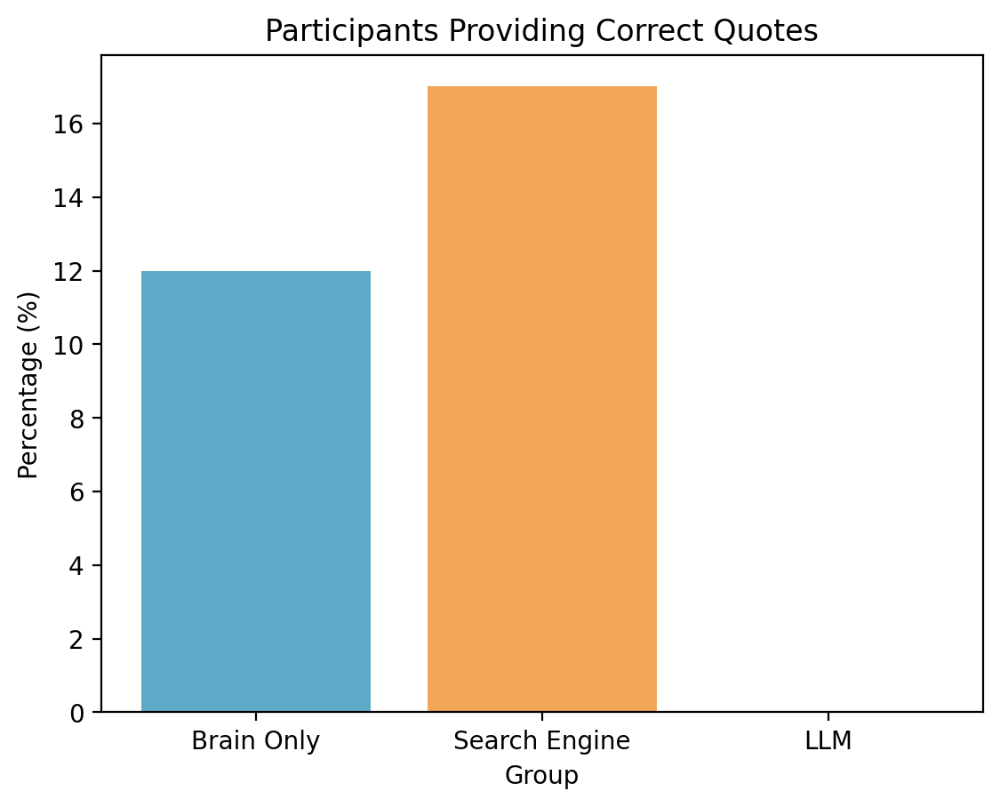 Participants Providing Correct Quotes
Percentage (%)
16
14
12
10
8
6
4
2
0
Brain Only
Search Engine
LLM
Group